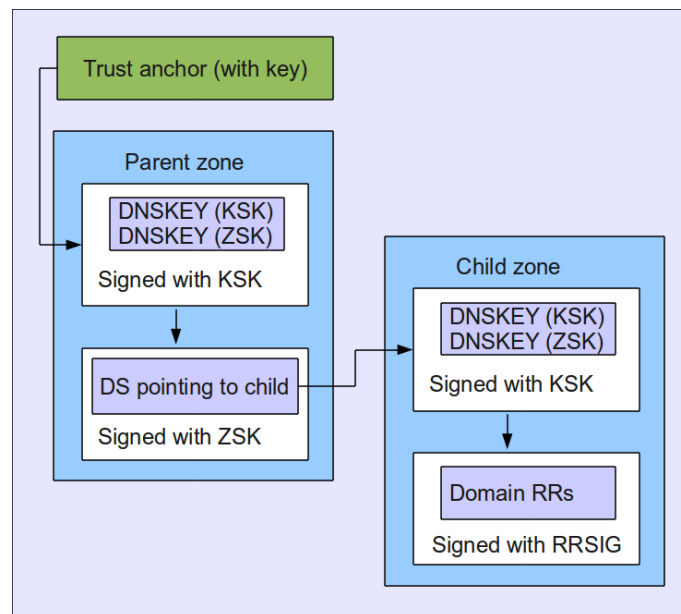 Trust anchor (with key)
Parent zone
DNSKEY (KSK)
DNSKEY (ZSK)
Signed with KSK
DS pointing to child
Signed with ZSK
Child zone
DNSKEY (KSK)
DNSKEY (ZSK)
Signed with KSK
Domain RRs
Signed with RRSIG